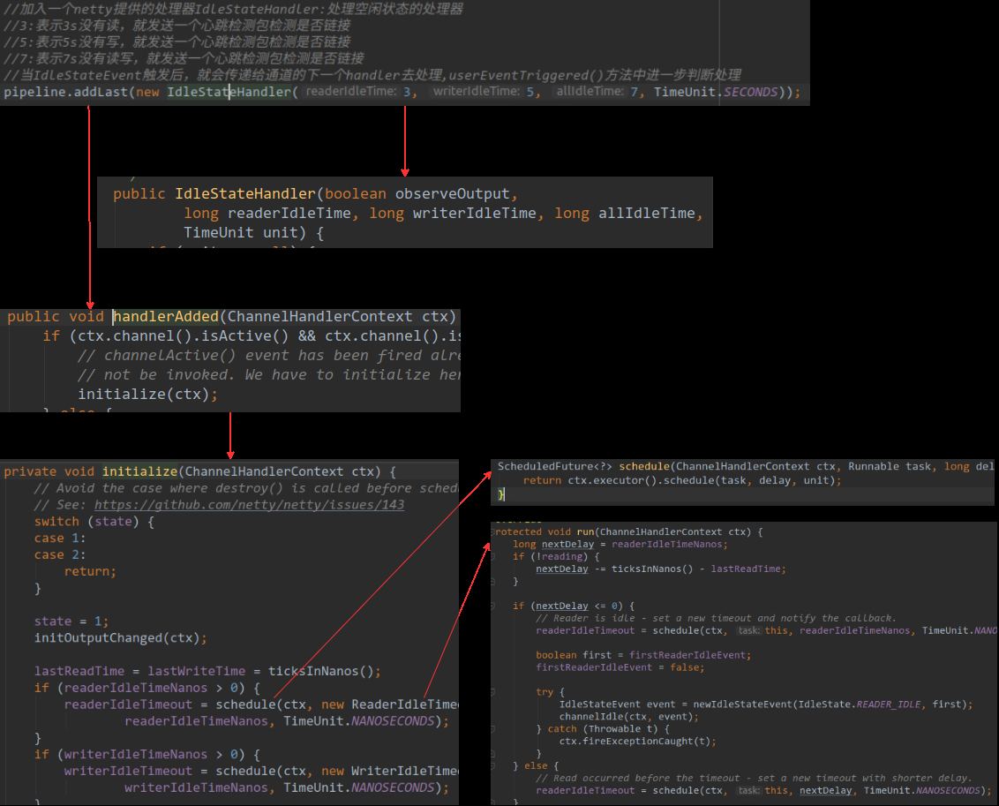 //加入一个netty提供的处理器IdleStateHandler:处理空闲状态的处理器
//3:表示3s没有读，就发送一个心跳检测包检测是否链接
//5:表示5s没有写，就发送一个心跳检测包检测是否链接
//7:表示7s没有读写，就发送一个心跳检测包检测是否链接
//当IdleStateEvent触发后，就会传递给通道的下一个handler去处理,userEventTriggered()方法中进一步判断处理
pipeline.addLast(new IdleStateHandler( readerIdleTime: 3, writerIdleTime: 5, allIdleTime: 7, TimeUnit.SECONDS));
public IdleStateHandler(boolean observeOutput,
long readerIdleTime, long writerIdleTime, long allIdleTime,
TimeUnit unit) {
public void handlerAdded(ChannelHandlerContext ctx)
if (ctx.channel().isActive() && ctx.channel().is
// channelActive() event has been fired alre
// not be invoked. We have to initialize her
initialize(ctx);
} else {
private void initialize(ChannelHandlerContext ctx) {
// Avoid the case where destroy() is called before sched
// See: https://github.com/netty/netty/issues/143
switch (state) {
case 1:
case 2:
return;
}
state = 1;
initOutputChanged(ctx);
lastReadTime = lastWriteTime = ticksInNanos();
if (readerIdleTimeNanos > 0) {
readerIdleTimeout = schedule(ctx, new ReaderIdleTimeo
readerIdleTimeNanos, TimeUnit.NANOSECONDS);
}
if (writerIdleTimeNanos > 0) {
writerIdleTimeout = schedule(ctx, new WriterIdleTimeo
writerIdleTimeNanos, TimeUnit.NANOSECONDS);
}
ScheduledFuture<?> schedule(ChannelHandlerContext ctx, Runnable task, long del
return ctx.executor().schedule(task, delay, unit);
}
rotected void run(ChannelHandlerContext ctx) {
long nextDelay = readerIdleTimeNanos;
if (!reading) {
nextDelay -= ticksInNanos() - lastReadTime;
}
if (nextDelay <= 0) {
// Reader is idle - set a new timeout and notify the callback.
readerIdleTimeout = schedule(ctx, task: this, readerIdleTimeNanos, TimeUnit.NANO
boolean first = firstReaderIdleEvent;
firstReaderIdleEvent = false;
try {
IdleStateEvent event = newIdleStateEvent(IdleState.READER_IDLE, first);
channelIdle(ctx, event);
} catch (Throwable t) {
ctx.fireExceptionCaught(t);
}
} else {
// Read occurred before the timeout - set a new timeout with shorter delay.
readerIdleTimeout = schedule(ctx, task: this, nextDelay, TimeUnit.NANOSECONDS);
}